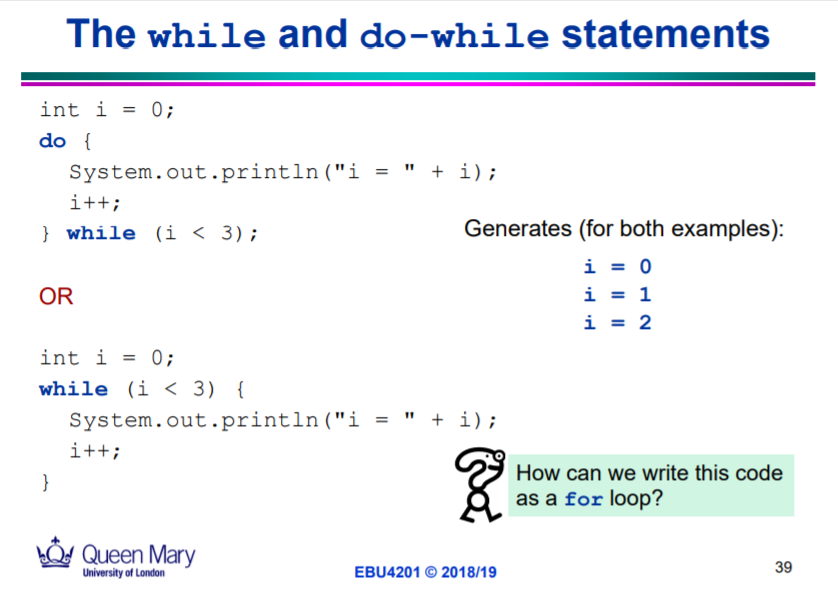 The while and do-while statements
int i = 0;
do {
System.out.println("i = " + i);
i++;
} while (i < 3);
Generates (for both examples):
i = 0
i = 1
i = 2
OR
int i = 0;
while (i < 3) {
System.out.println("i = " + i);
i++;
}
How can we write this code
as a for loop?
Queen Mary
University of London
EBU4201 © 2018/19
39